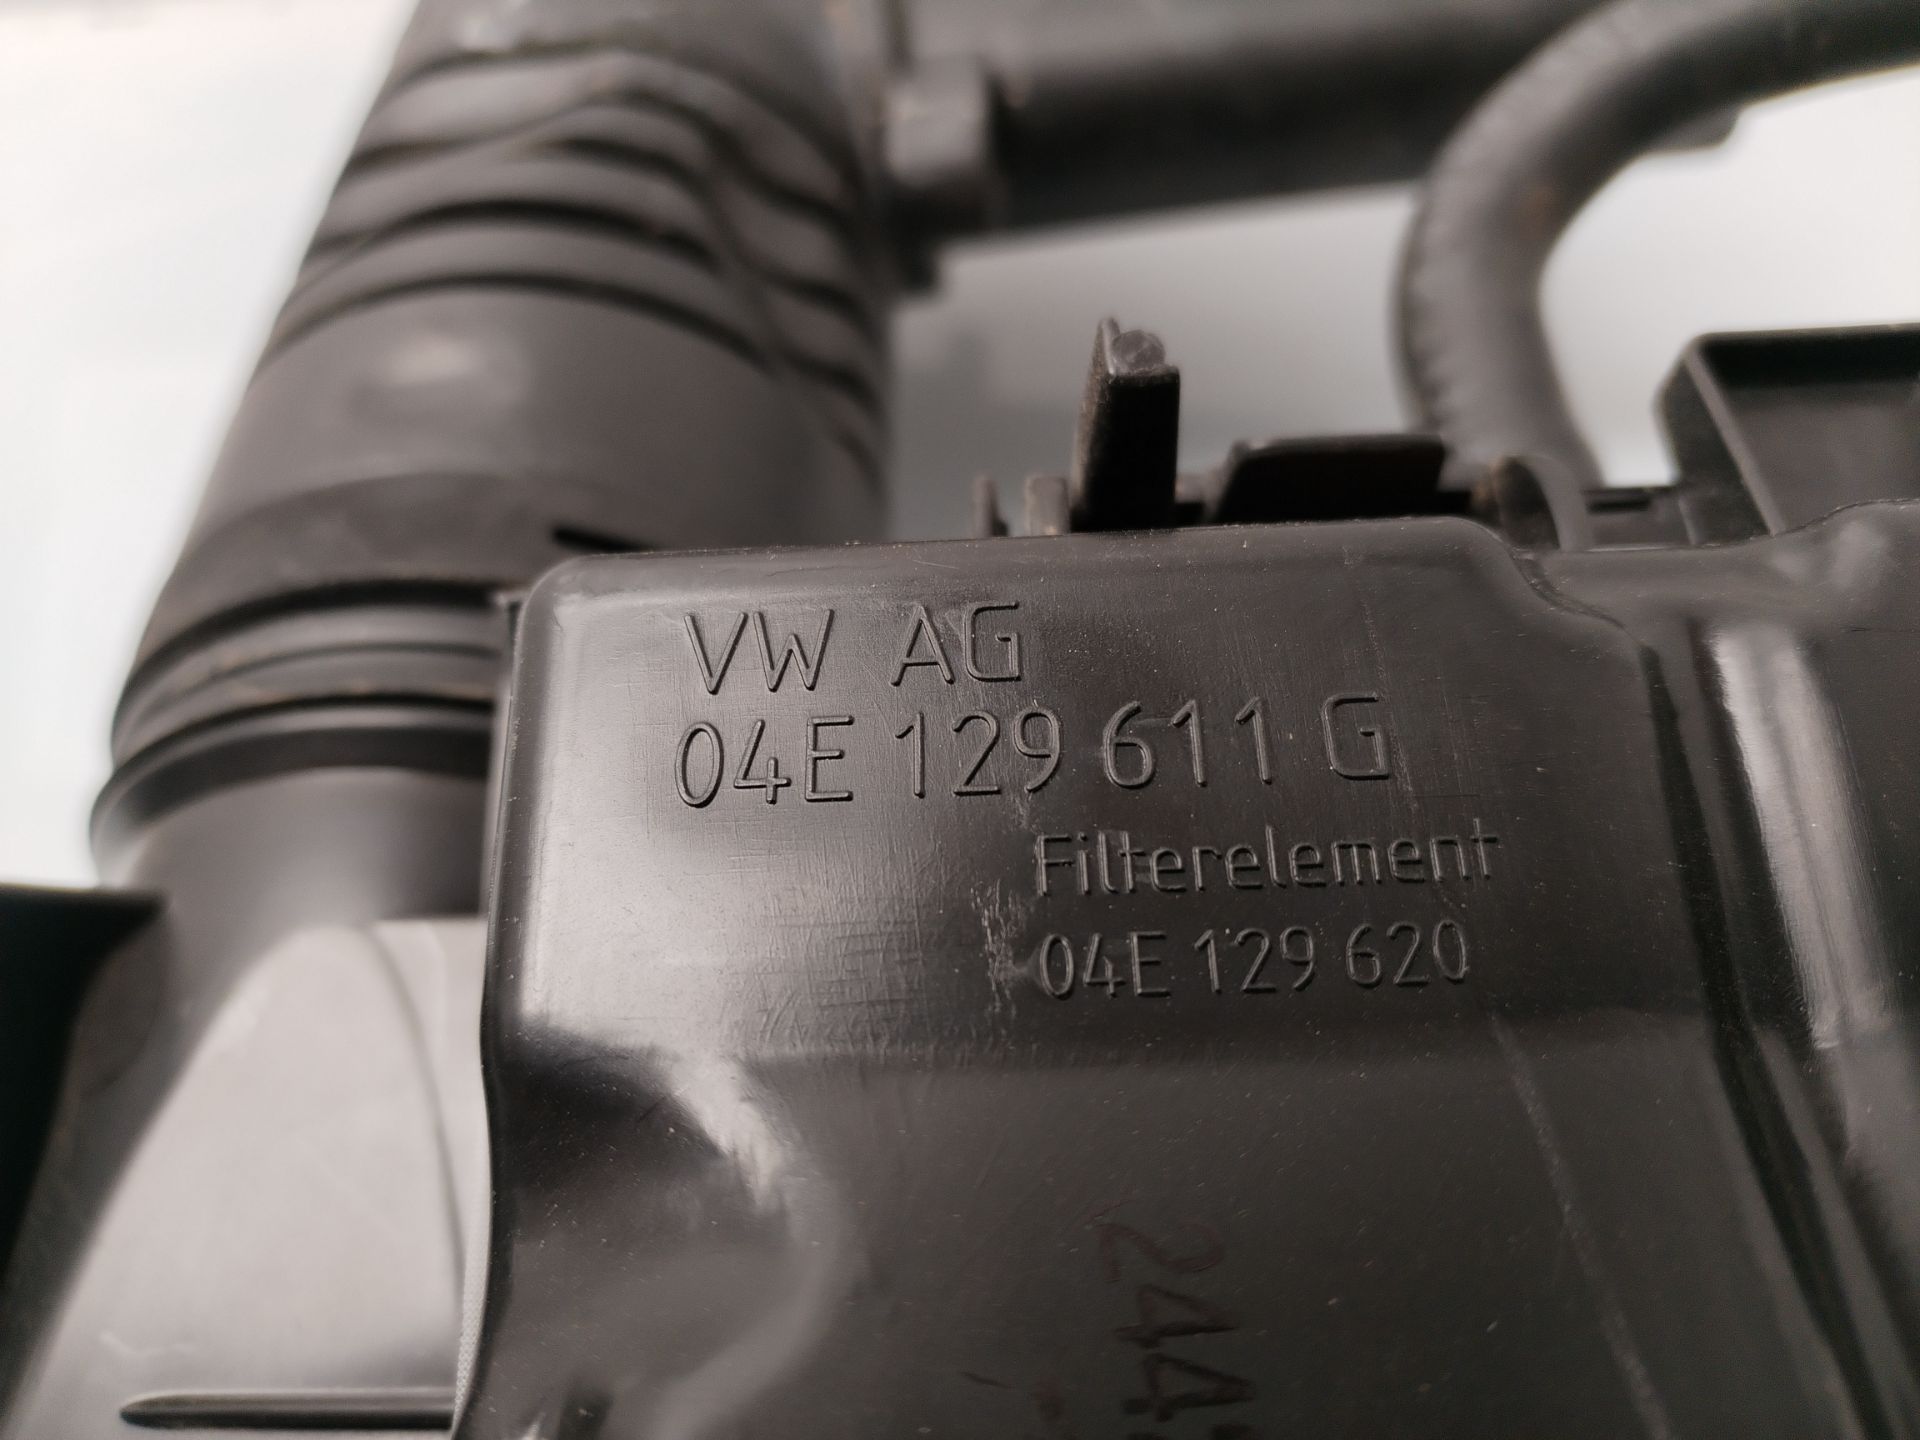 VW AG
04E 129 611 G
Filterelement
04E 129 620